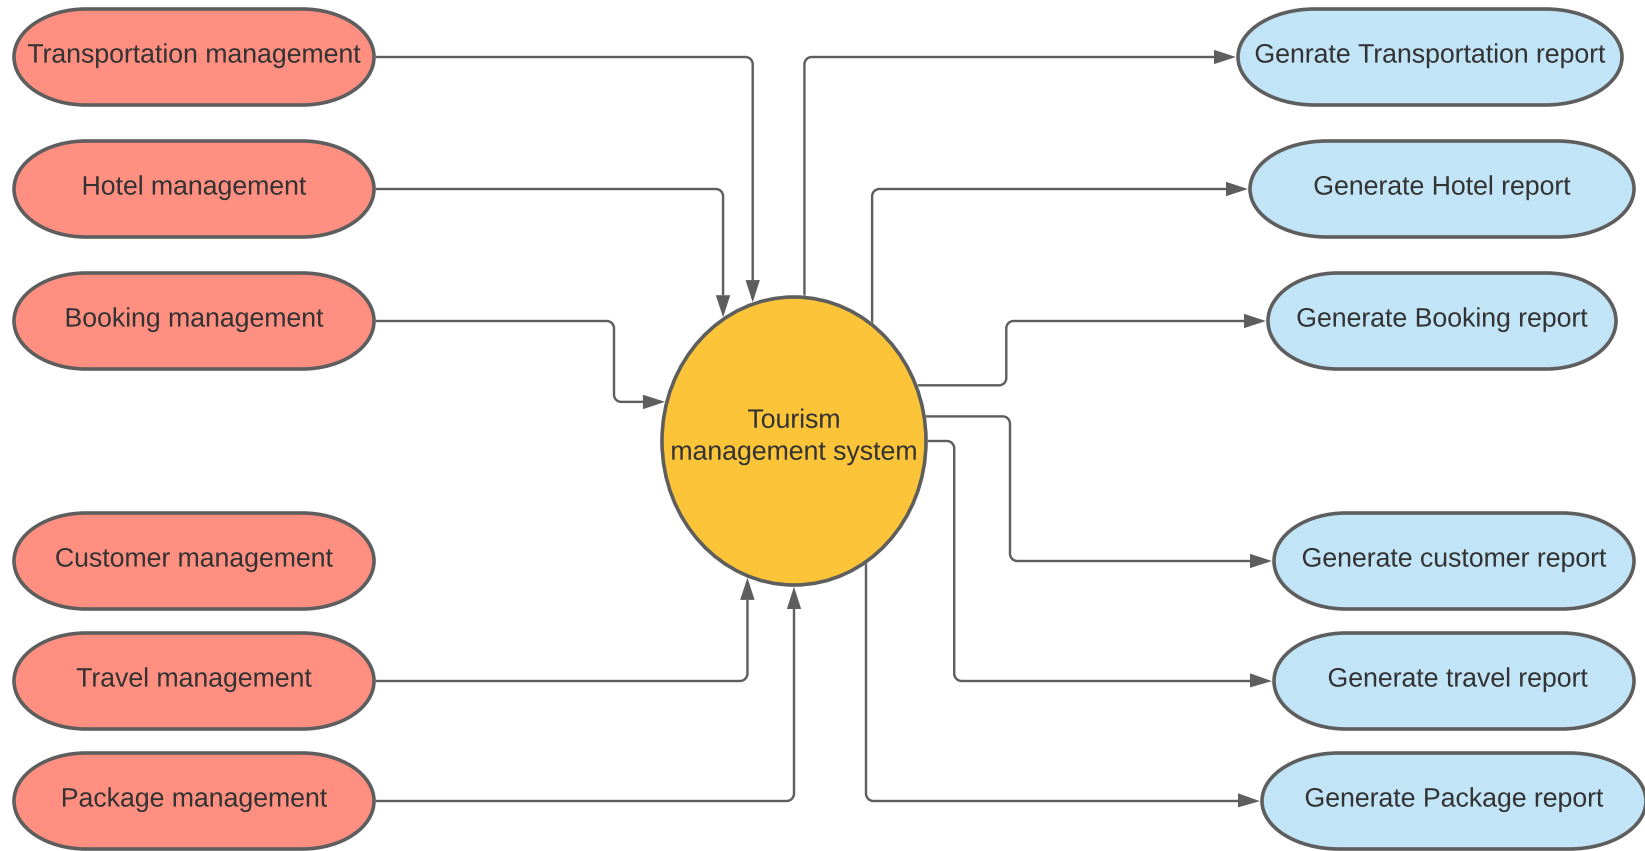 Transportation management
Hotel management
Booking management
Customer management
Travel management
Package management
Tourism
management system
Genrate Transportation report
Generate Hotel report
Generate Booking report
Generate customer report
Generate travel report
Generate Package report